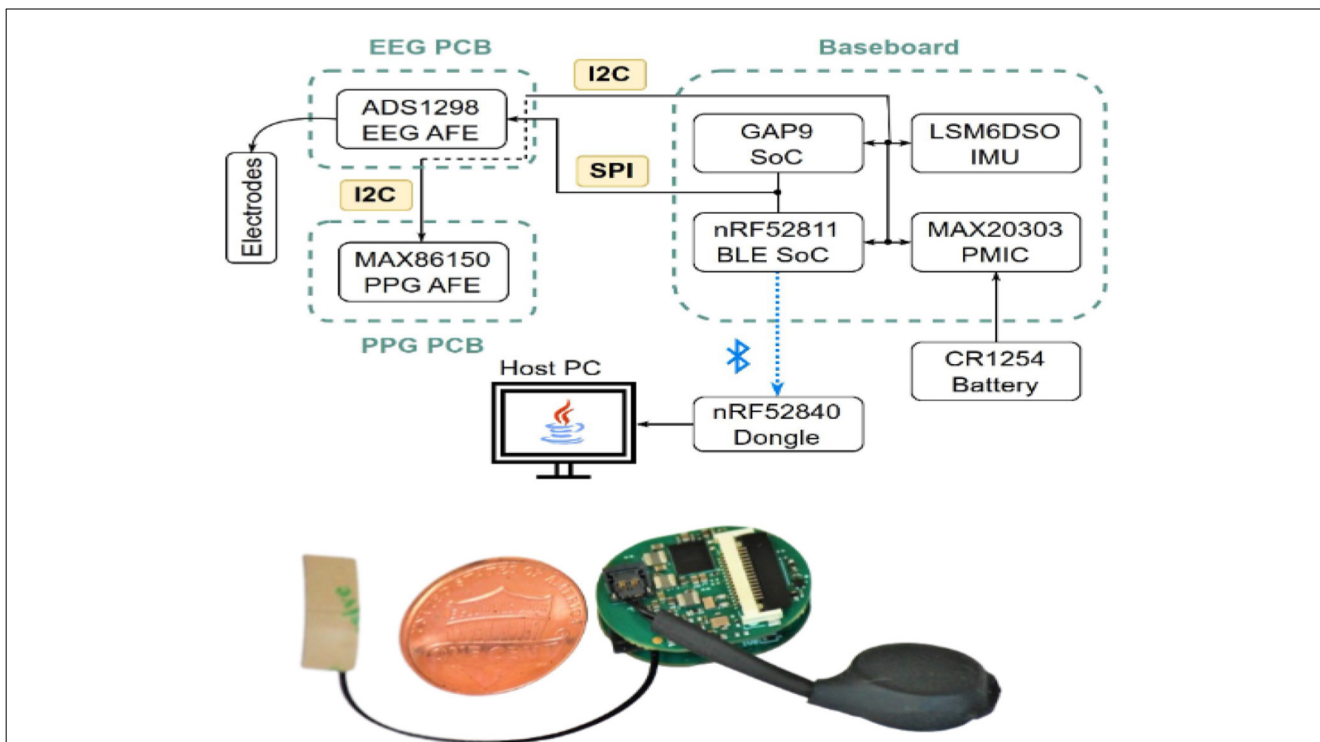 EEG PCB
Baseboard
I2C
ADS1298
EEG AFE
GAP9
SoC
LSM6DSO
IMU
SPI
I2C
Electrodes
nRF52811
BLE SoC
MAX20303
PMIC
MAX86150
PPG AFE
PPG PCB
Host PC
CR1254
Battery
nRF52840
Dongle